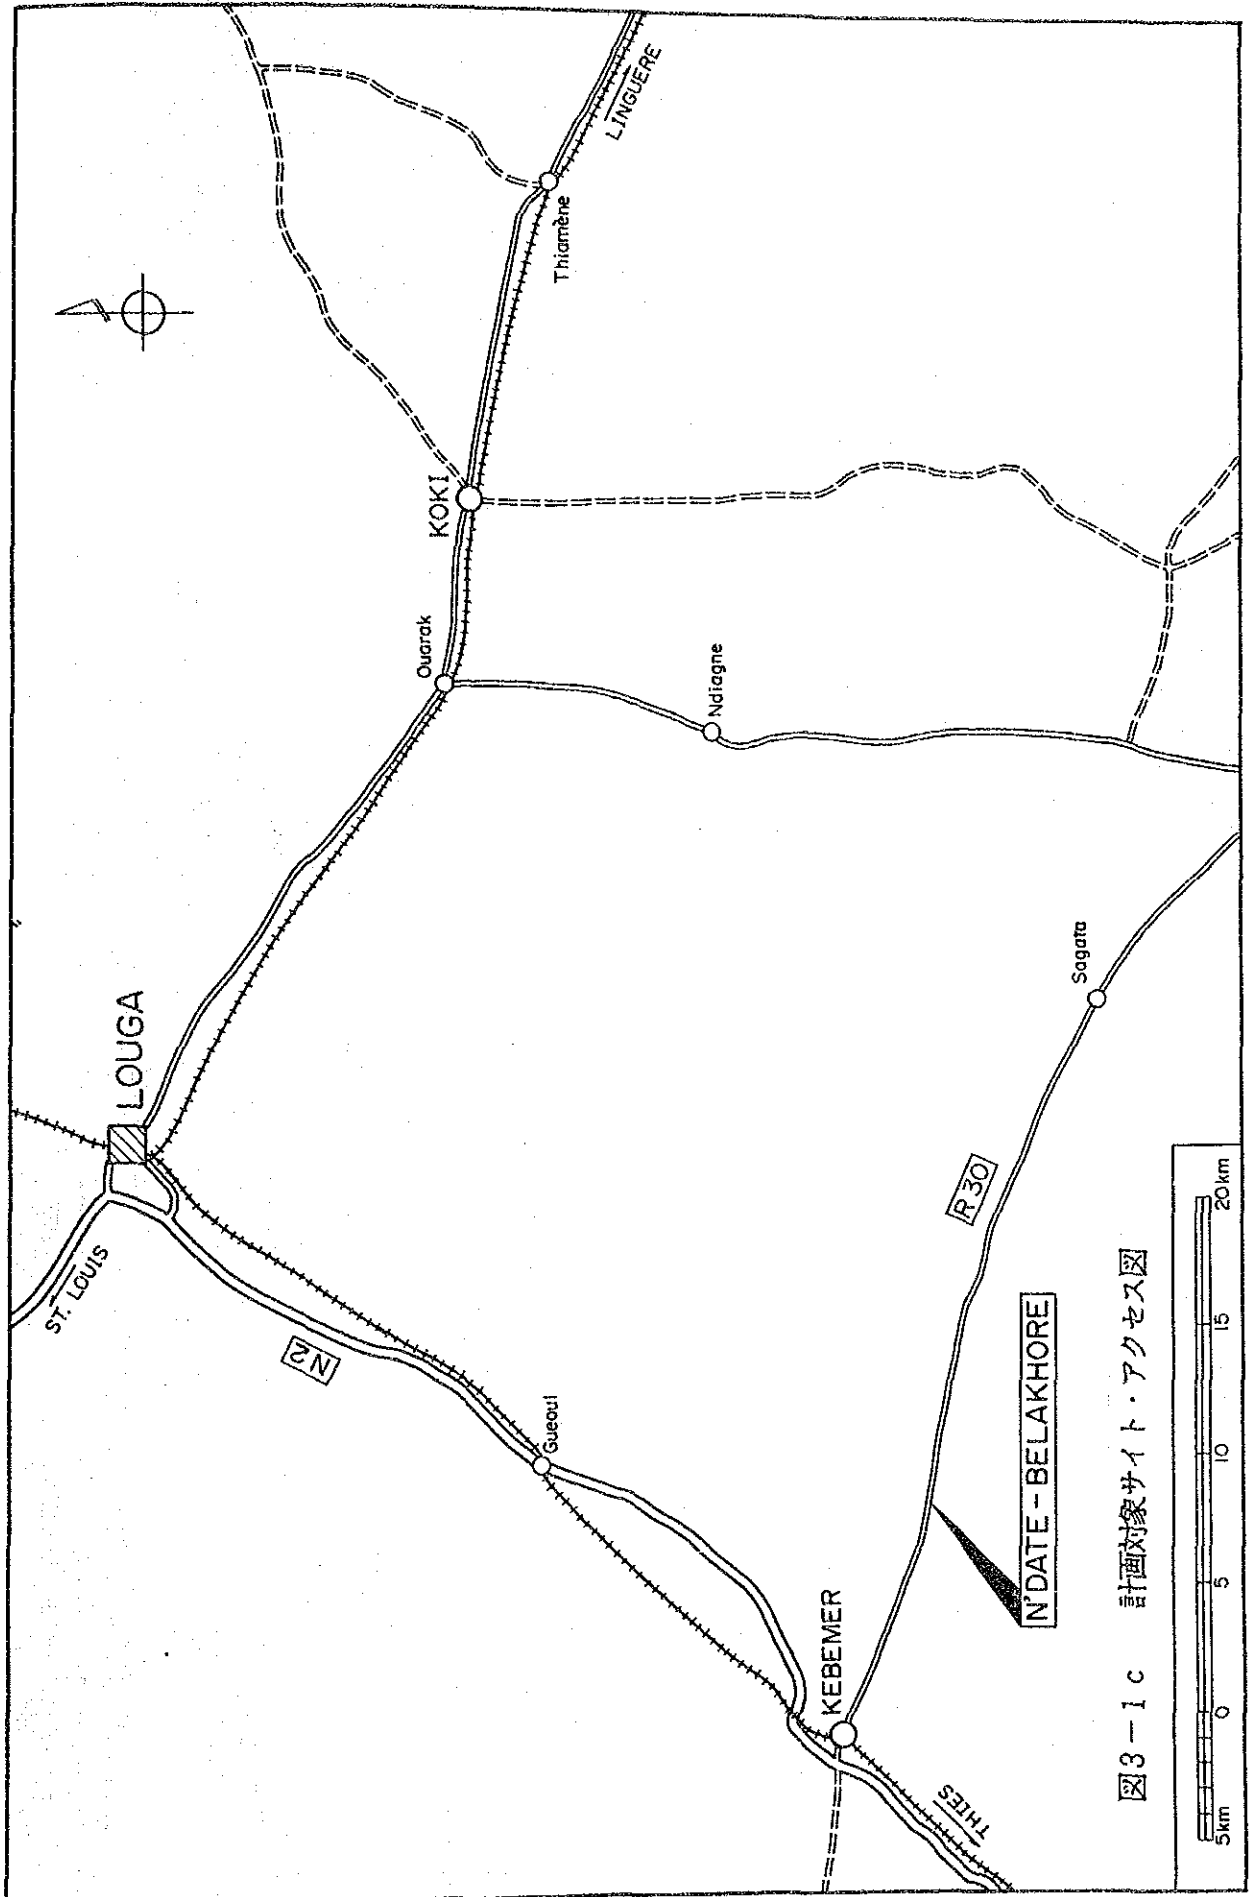 ST. LOUIS
LOUGA
N2
Gueoul
KEBEMER
THIES
Ouarak
KOKI
Thiamène
LINGUERE
Ndiagne
Sagata
R30
N'DATE-BELAKHORE
図3-1c 計画対象サイト・アクセス図
5km 0 5 10 15 20km